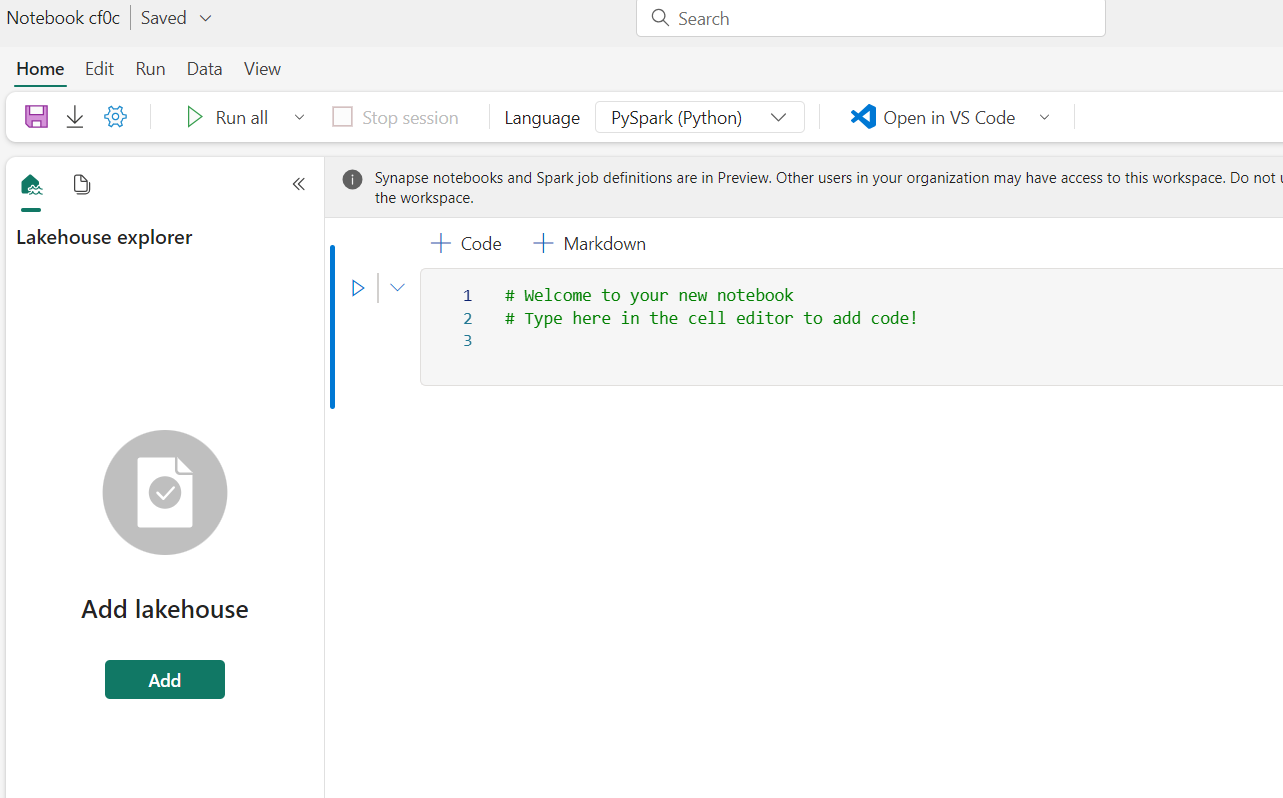 Notebook cf0c Saved
Search
Home Edit Run Data View
Run all Stop session Language PySpark (Python) Open in VS Code
Synapse notebooks and Spark job definitions are in Preview. Other users in your organization may have access to this workspace. Do not
the workspace.
Lakehouse explorer
Code Markdown
1 # Welcome to your new notebook
2 # Type here in the cell editor to add code!
3
Add lakehouse
Add